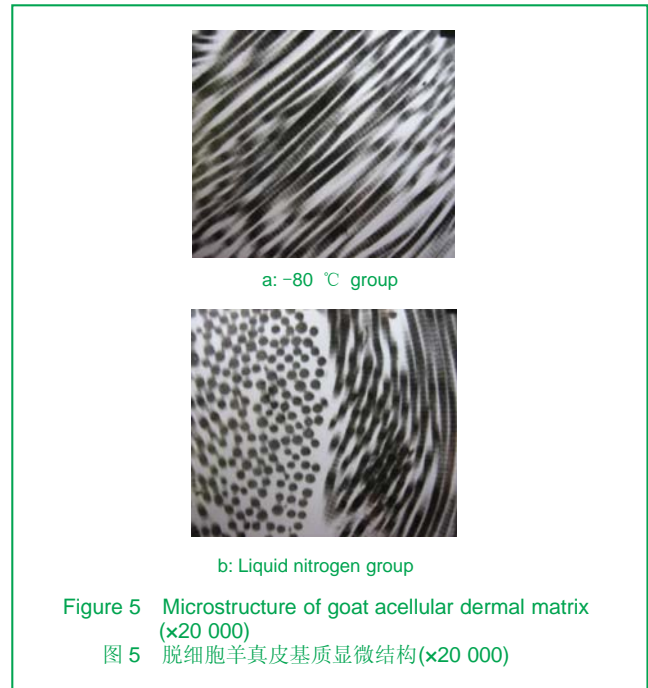 a: -80 ℃ group
b: Liquid nitrogen group
Figure 5 Microstructure of goat acellular dermal matrix
(×20 000)
图 5 脱细胞羊真皮基质显微结构(×20 000)